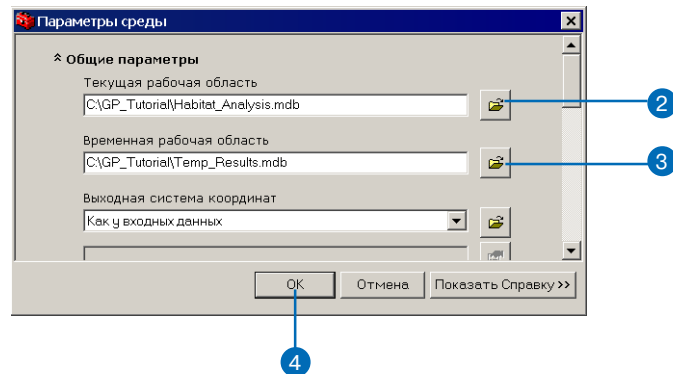 Параметры среды
Общие параметры
Текущая рабочая область
C:\GP_Tutorial\Habitat_Analysis.mdb
2
Временная рабочая область
C:\GP_Tutorial\Temp_Results.mdb
3
Выходная система координат
Как у входных данных
OK
Отмена
Показать Справку >>
4